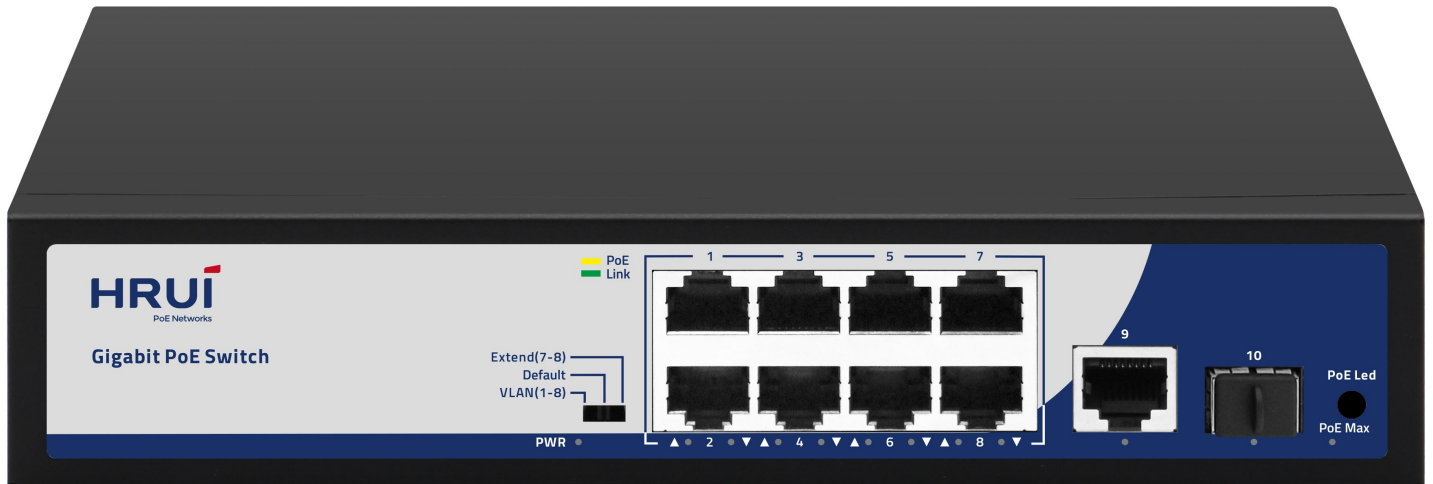 HRUI
PoE Networks
Gigabit PoE Switch
PoE
Link
Extend(7-8)
Default
VLAN(1-8)
PWR
1 3 5 7
2 4 6 8
9
10
PoE Led
PoE Max